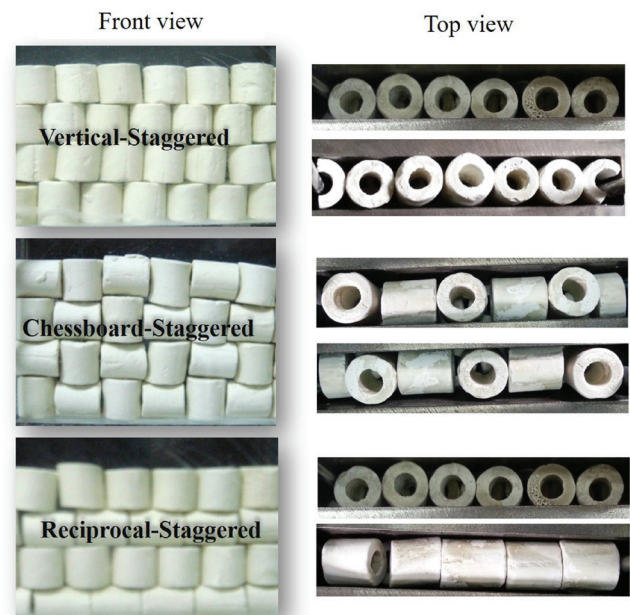 Front view
Top view
Vertical-Staggered
Chessboard-Staggered
Reciprocal-Staggered